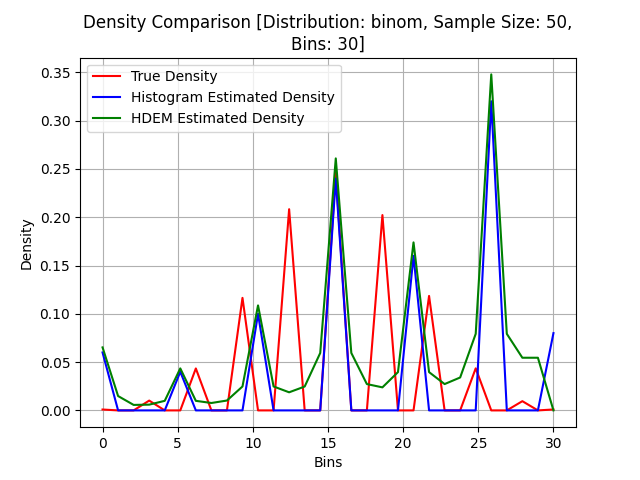 Density Comparison [Distribution: binom, Sample Size: 50,
Bins: 30]
True Density
Histogram Estimated Density
HDEM Estimated Density
Density
0.35
0.30
0.25
0.20
0.15
0.10
0.05
0.00
0 5 10 15 20 25 30
Bins